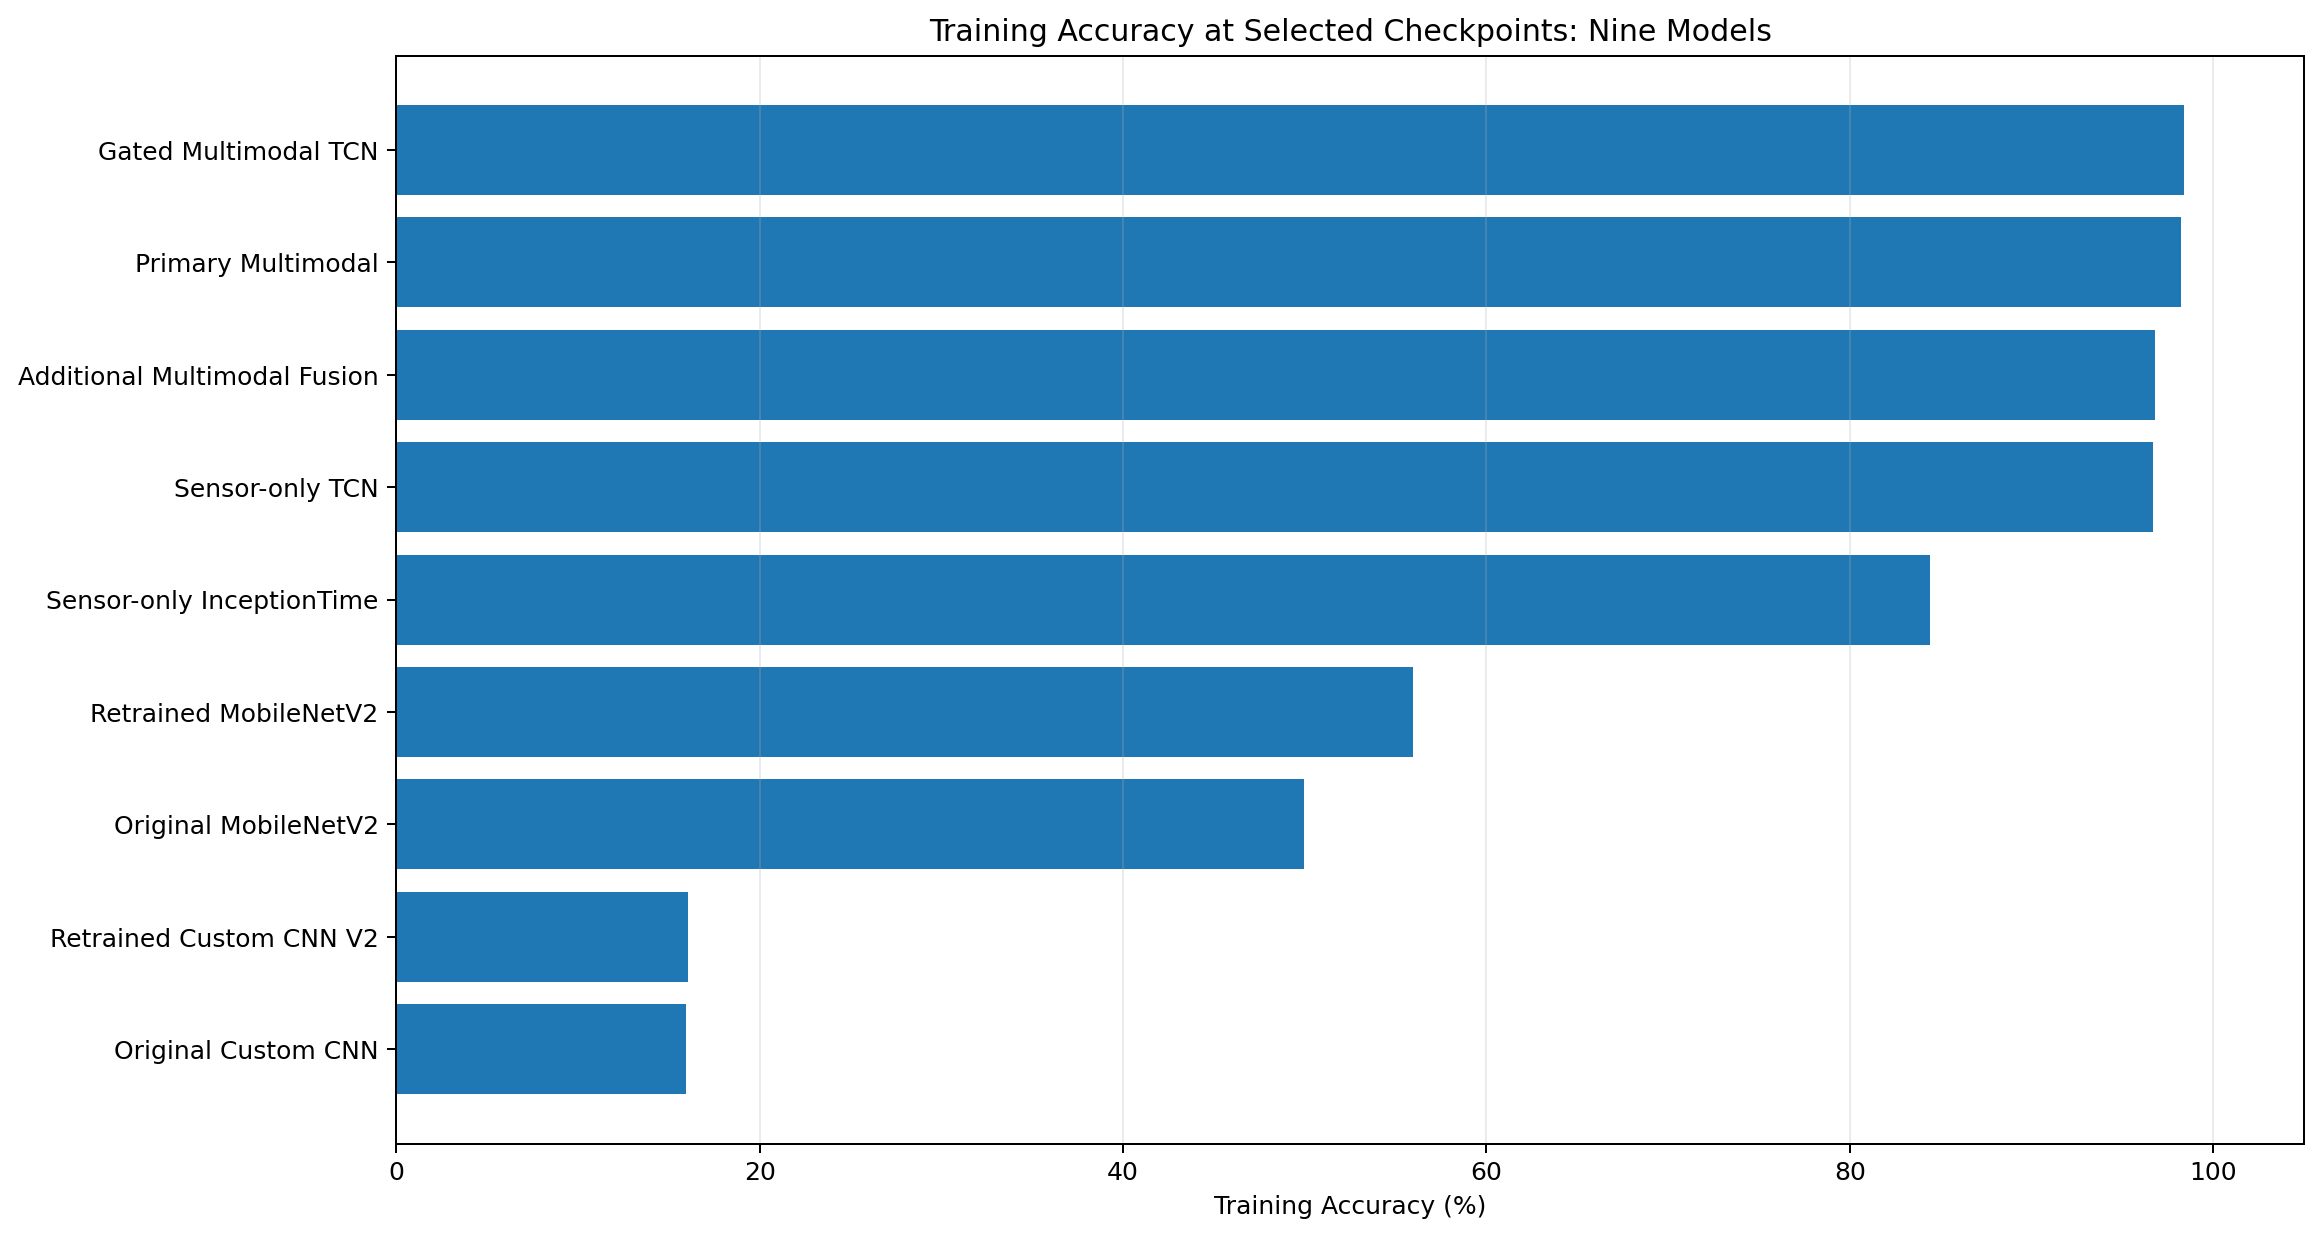 Training Accuracy at Selected Checkpoints: Nine Models
Gated Multimodal TCN
Primary Multimodal
Additional Multimodal Fusion
Sensor-only TCN
Sensor-only InceptionTime
Retrained MobileNetV2
Original MobileNetV2
Retrained Custom CNN V2
Original Custom CNN
0 20 40 60 80 100
Training Accuracy (%)